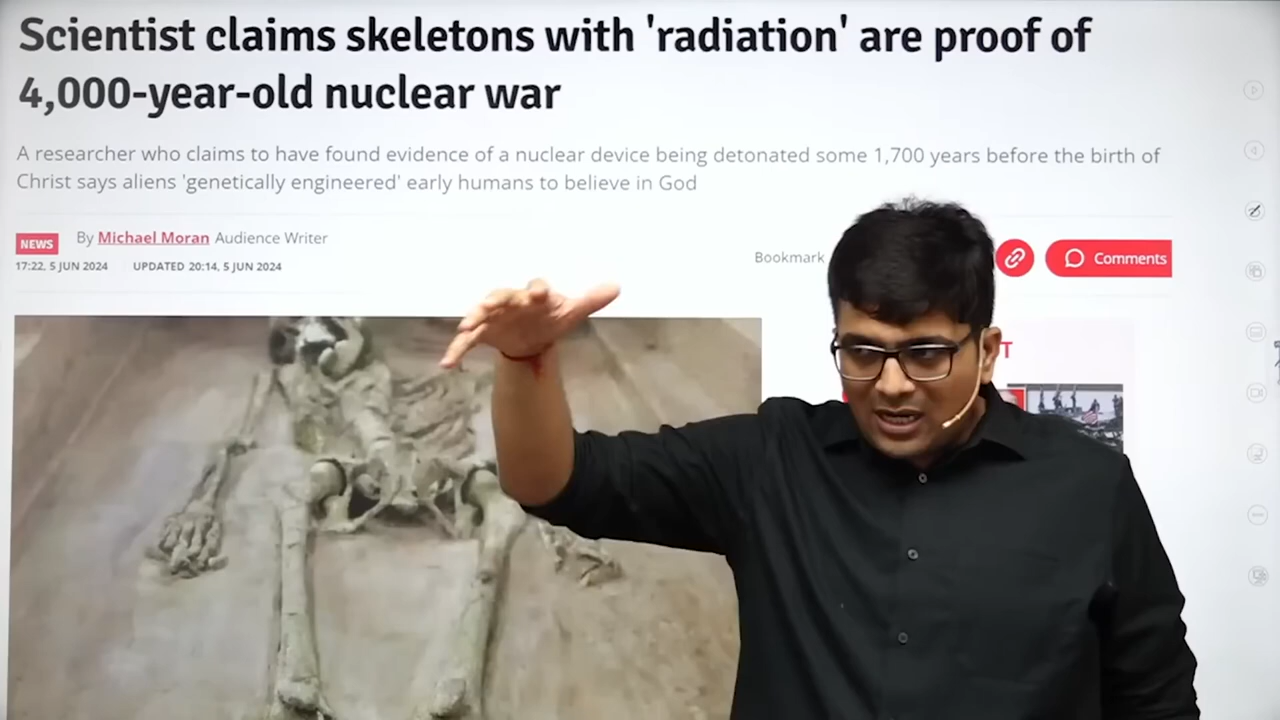 Scientist claims skeletons with 'radiation' are proof of
4,000-year-old nuclear war
A researcher who claims to have found evidence of a nuclear device being detonated some 1,700 years before the birth of
Christ says aliens 'genetically engineered' early humans to believe in God
NEWS By Michael Moran Audience Writer
17:22, 5 JUN 2024 UPDATED 20:14, 5 JUN 2024
Bookmark
Comments
T